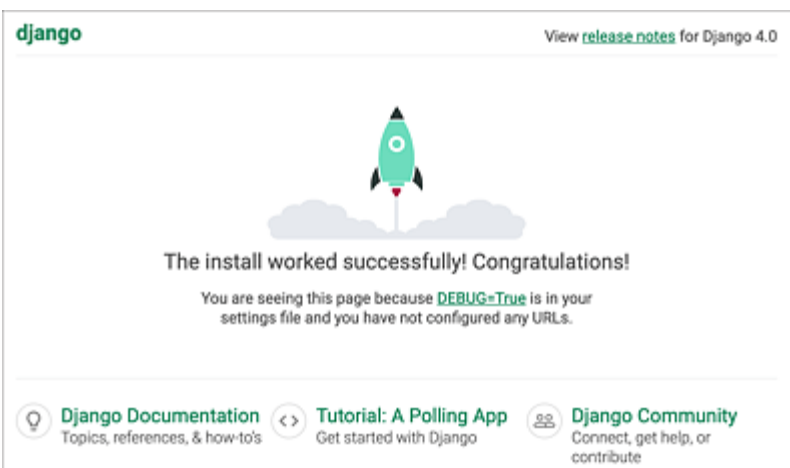 django
View release notes for Django 4.0
The install worked successfully! Congratulations!
You are seeing this page because DEBUG=True is in your
settings file and you have not configured any URLs.
Django Documentation
Topics, references, & how-to's
Tutorial: A Polling App
Get started with Django
Django Community
Connect, get help, or
contribute